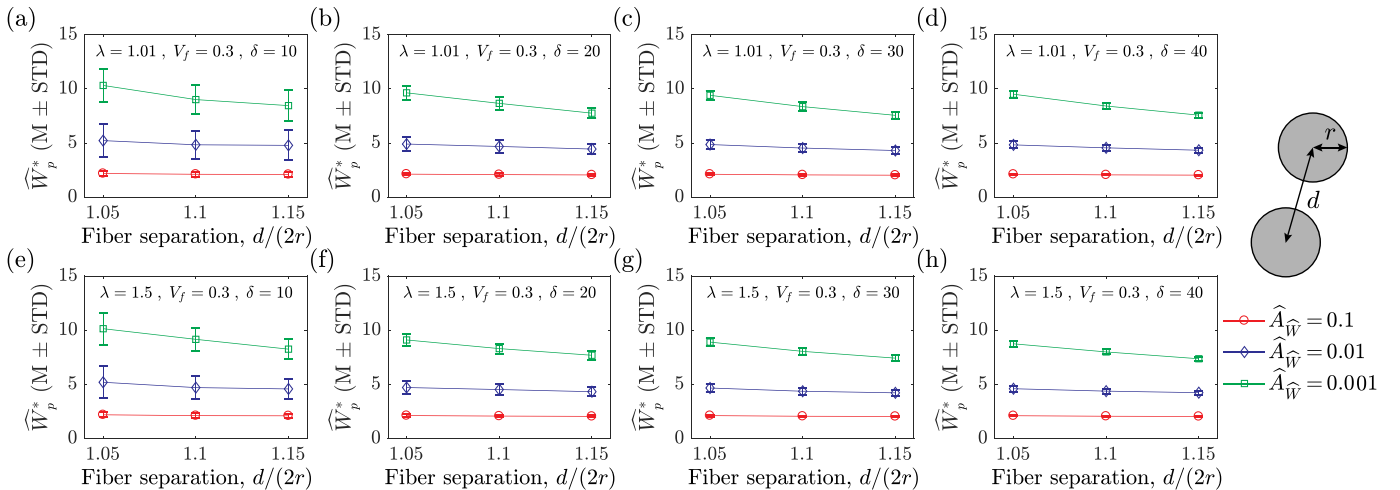 (a) (b) (c) (d)
λ = 1.01 , V_f = 0.3 , δ = 10
λ = 1.01 , V_f = 0.3 , δ = 20
λ = 1.01 , V_f = 0.3 , δ = 30
λ = 1.01 , V_f = 0.3 , δ = 40
Ŵ*_p (M ± STD) Ŵ*_p (M ± STD) Ŵ*_p (M ± STD) Ŵ*_p (M ± STD)
15 15 15 15
10 10 10 10
5 5 5 5
0 0 0 0
1.05 1.1 1.15 1.05 1.1 1.15 1.05 1.1 1.15 1.05 1.1 1.15
Fiber separation, d/(2r) Fiber separation, d/(2r) Fiber separation, d/(2r) Fiber separation, d/(2r)
r
d
(e) (f) (g) (h)
λ = 1.5 , V_f = 0.3 , δ = 10
λ = 1.5 , V_f = 0.3 , δ = 20
λ = 1.5 , V_f = 0.3 , δ = 30
λ = 1.5 , V_f = 0.3 , δ = 40
Ŵ*_p (M ± STD) Ŵ*_p (M ± STD) Ŵ*_p (M ± STD) Ŵ*_p (M ± STD)
15 15 15 15
10 10 10 10
5 5 5 5
0 0 0 0
1.05 1.1 1.15 1.05 1.1 1.15 1.05 1.1 1.15 1.05 1.1 1.15
Fiber separation, d/(2r) Fiber separation, d/(2r) Fiber separation, d/(2r) Fiber separation, d/(2r)
Â_Ŵ = 0.1
Â_Ŵ = 0.01
Â_Ŵ = 0.001